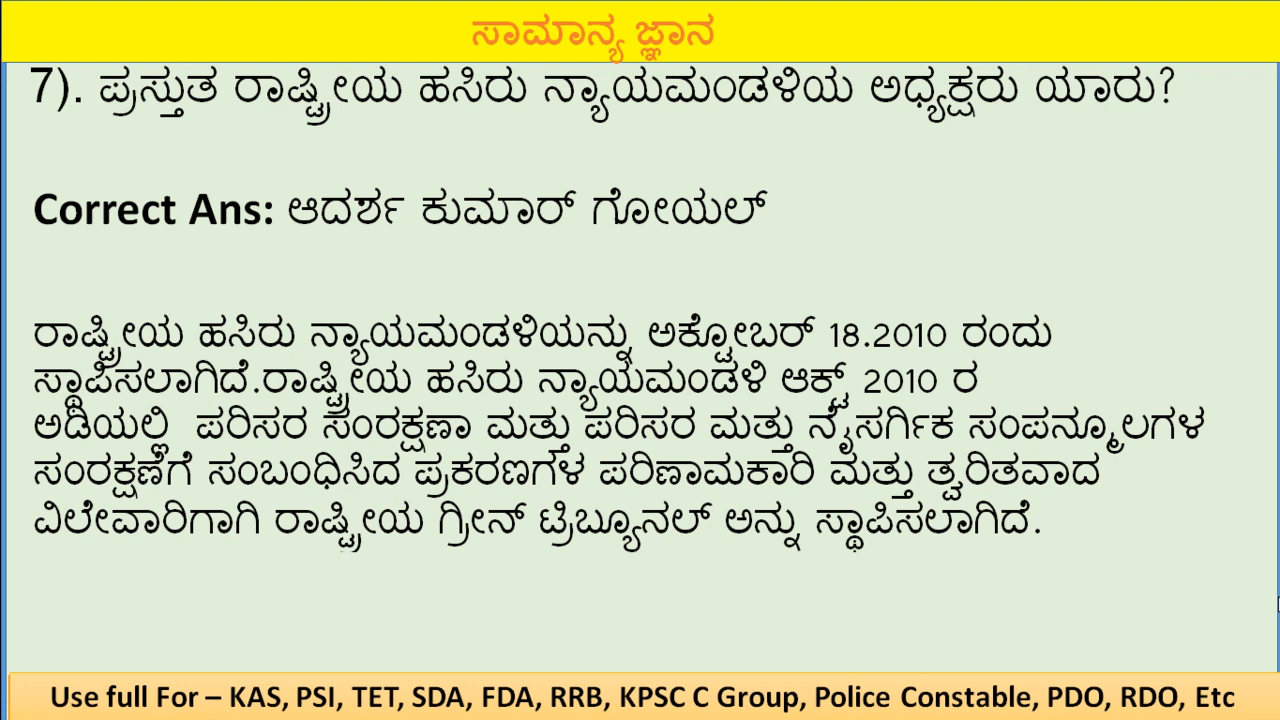 ಸಾಮಾನ್ಯ ಜ್ಞಾನ
7). ಪ್ರಸ್ತುತ ರಾಷ್ಟ್ರೀಯ ಹಸಿರು ನ್ಯಾಯಮಂಡಳಿಯ ಅಧ್ಯಕ್ಷರು ಯಾರು?
Correct Ans: ಆದರ್ಶ ಕುಮಾರ್ ಗೋಯಲ್
ರಾಷ್ಟ್ರೀಯ ಹಸಿರು ನ್ಯಾಯಮಂಡಳಿಯನ್ನು ಅಕ್ಟೋಬರ್ 18.2010 ರಂದು
ಸ್ಥಾಪಿಸಲಾಗಿದೆ.ರಾಷ್ಟ್ರೀಯ ಹಸಿರು ನ್ಯಾಯಮಂಡಳಿ ಆಕ್ಟ್ 2010 ರ
ಅಡಿಯಲ್ಲಿ ಪರಿಸರ ಸಂರಕ್ಷಣಾ ಮತ್ತು ಪರಿಸರ ಮತ್ತು ನೈಸರ್ಗಿಕ ಸಂಪನ್ಮೂಲಗಳ
ಸಂರಕ್ಷಣೆಗೆ ಸಂಬಂಧಿಸಿದ ಪ್ರಕರಣಗಳ ಪರಿಣಾಮಕಾರಿ ಮತ್ತು ತ್ವರಿತವಾದ
ವಿಲೇವಾರಿಗಾಗಿ ರಾಷ್ಟ್ರೀಯ ಗ್ರೀನ್ ಟ್ರಿಬ್ಯೂನಲ್ ಅನ್ನು ಸ್ಥಾಪಿಸಲಾಗಿದೆ.
Use full For – KAS, PSI, TET, SDA, FDA, RRB, KPSC C Group, Police Constable, PDO, RDO, Etc